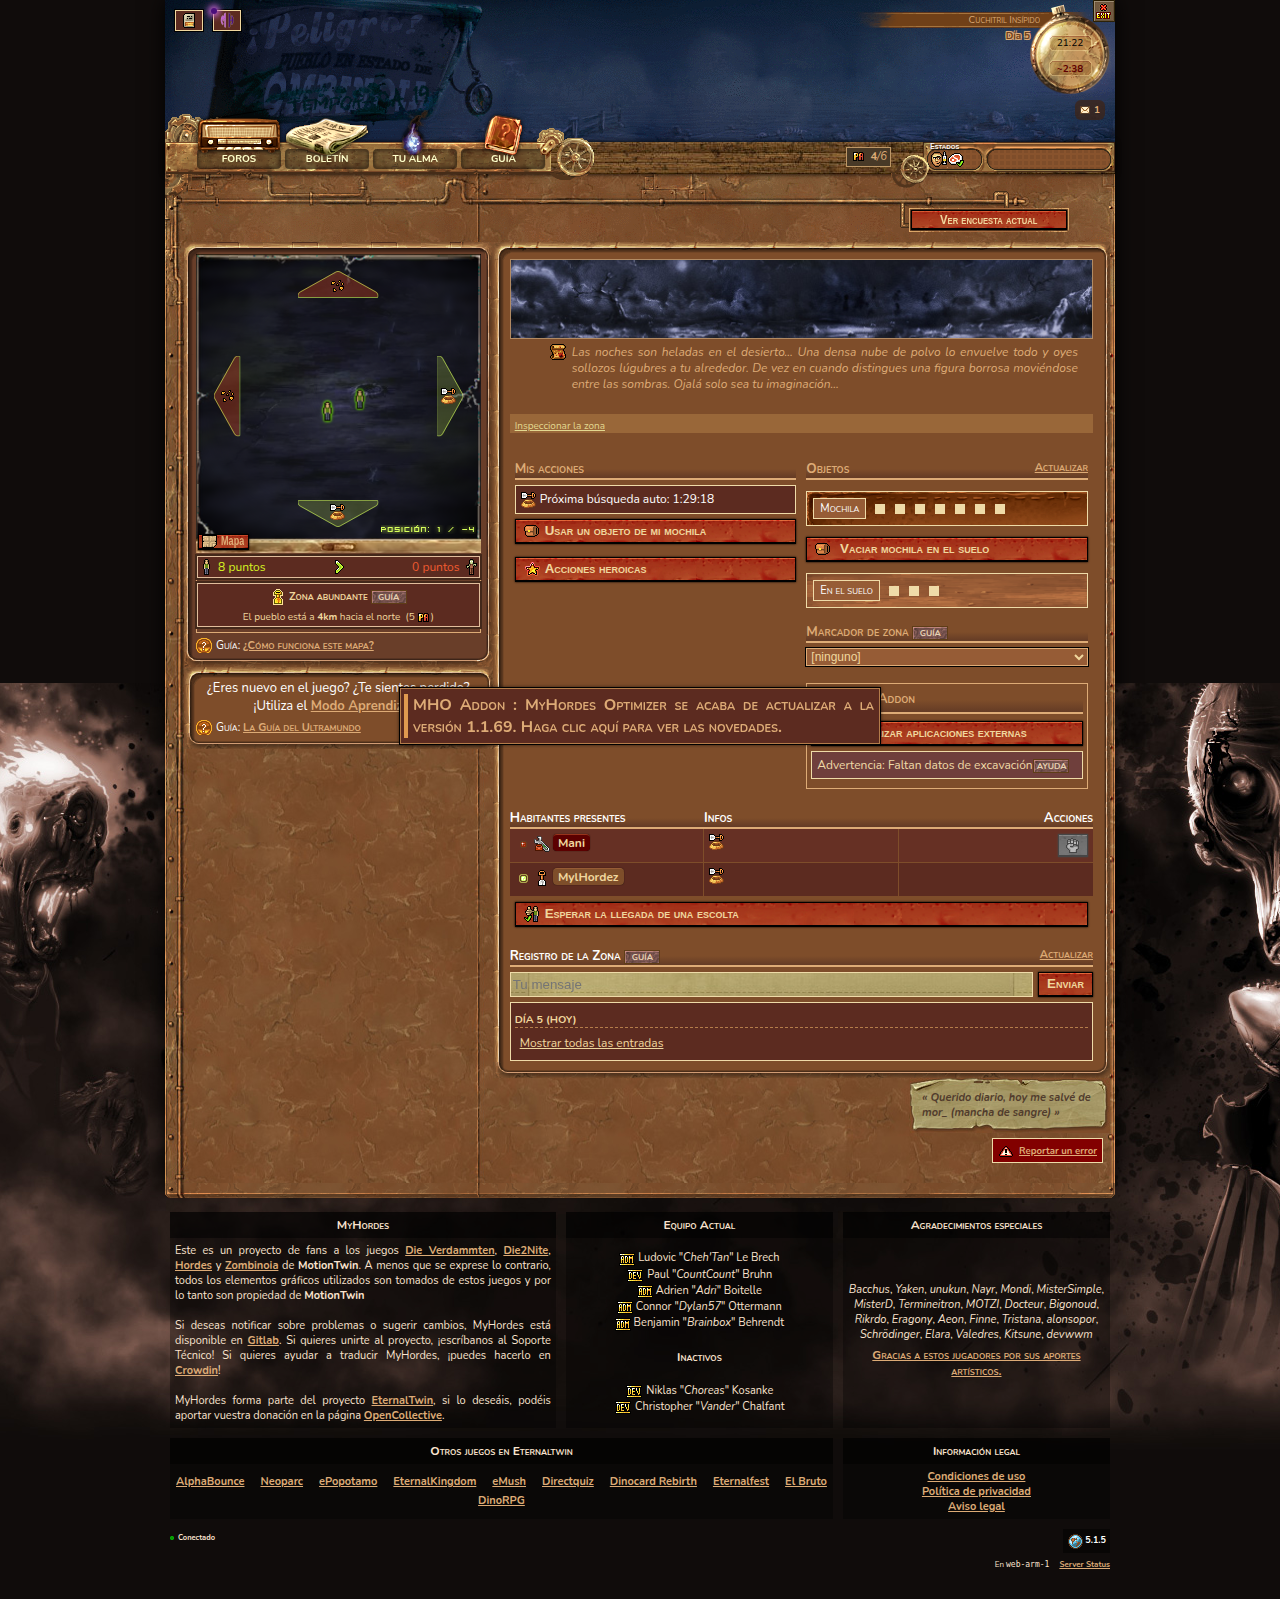 ¡Peligro!
PUEBLO EN ESTADO DE
EXIT
Cuchitril Insípido
Día 5
21:22
~2:38
1
FOROS
BOLETÍN
TU ALMA
GUÍA
PA 4/6
Estados
Ver encuesta actual
Las noches son heladas en el desierto... Una densa nube de polvo lo envuelve todo y oyes
sollozos lúgubres a tu alrededor. De vez en cuando distingues una figura borrosa moviéndose
entre las sombras. Ojalá solo sea tu imaginación...
Inspeccionar la zona
posición: 1 / -4
Mapa
8 puntos
0 puntos
Zona abundante GUÍA
El pueblo está a 4km hacia el norte (5 PA)
Guía: ¿Cómo funciona este mapa?
¿Eres nuevo en el juego? ¿Te sientes perdido?
¡Utiliza el Modo Aprendiz
Guía: La Guía del Ultramundo
Mis acciones
Próxima búsqueda auto: 1:29:18
Usar un objeto de mi mochila
Acciones heroicas
Objetos
Actualizar
Mochila
Vaciar mochila en el suelo
En el suelo
Marcador de zona GUÍA
[ninguno]
Addon
MHO Addon : MyHordes Optimizer se acaba de actualizar a la
versión 1.1.69. Haga clic aquí para ver las novedades.
izar aplicaciones externas
Advertencia: Faltan datos de excavación AYUDA
Habitantes presentes
Infos
Acciones
Mani
MylHordez
Esperar la llegada de una escolta
Registro de la Zona GUÍA
Actualizar
Tu mensaje
Enviar
DÍA 5 (HOY)
Mostrar todas las entradas
« Querido diario, hoy me salvé de
mor_ (mancha de sangre) »
Reportar un error
MyHordes
Este es un proyecto de fans a los juegos Die Verdammten, Die2Nite,
Hordes y Zombinoia de MotionTwin. A menos que se exprese lo contrario,
todos los elementos gráficos utilizados son tomados de estos juegos y por
lo tanto son propiedad de MotionTwin
Si deseas notificar sobre problemas o sugerir cambios, MyHordes está
disponible en Gitlab. Si quieres unirte al proyecto, ¡escríbanos al Soporte
Técnico! Si quieres ayudar a traducir MyHordes, ¡puedes hacerlo en
Crowdin!
MyHordes forma parte del proyecto EternalTwin, si lo deseáis, podéis
aportar vuestra donación en la página OpenCollective.
Equipo Actual
ADM Ludovic "Cheh'Tan" Le Brech
DEV Paul "CountCount" Bruhn
ADM Adrien "Adri" Boitelle
ADM Connor "Dylan57" Ottermann
ADM Benjamin "Brainbox" Behrendt
Inactivos
DEV Niklas "Choreas" Kosanke
DEV Christopher "Vander" Chalfant
Agradecimientos especiales
Bacchus, Yaken, unukun, Nayr, Mondi, MisterSimple,
MisterD, Termineitron, MOTZI, Docteur, Bigonoud,
Rikrdo, Eragony, Aeon, Finne, Tristana, alonsopor,
Schrödinger, Elara, Valedres, Kitsune, devwwm
Gracias a estos jugadores por sus aportes
artísticos.
Otros juegos en Eternaltwin
AlphaBounce Neoparc ePopotamo EternalKingdom eMush Directquiz Dinocard Rebirth Eternalfest El Bruto
DinoRPG
Información legal
Condiciones de uso
Política de privacidad
Aviso legal
Conectado
5.1.5
En web-arm-1 Server Status